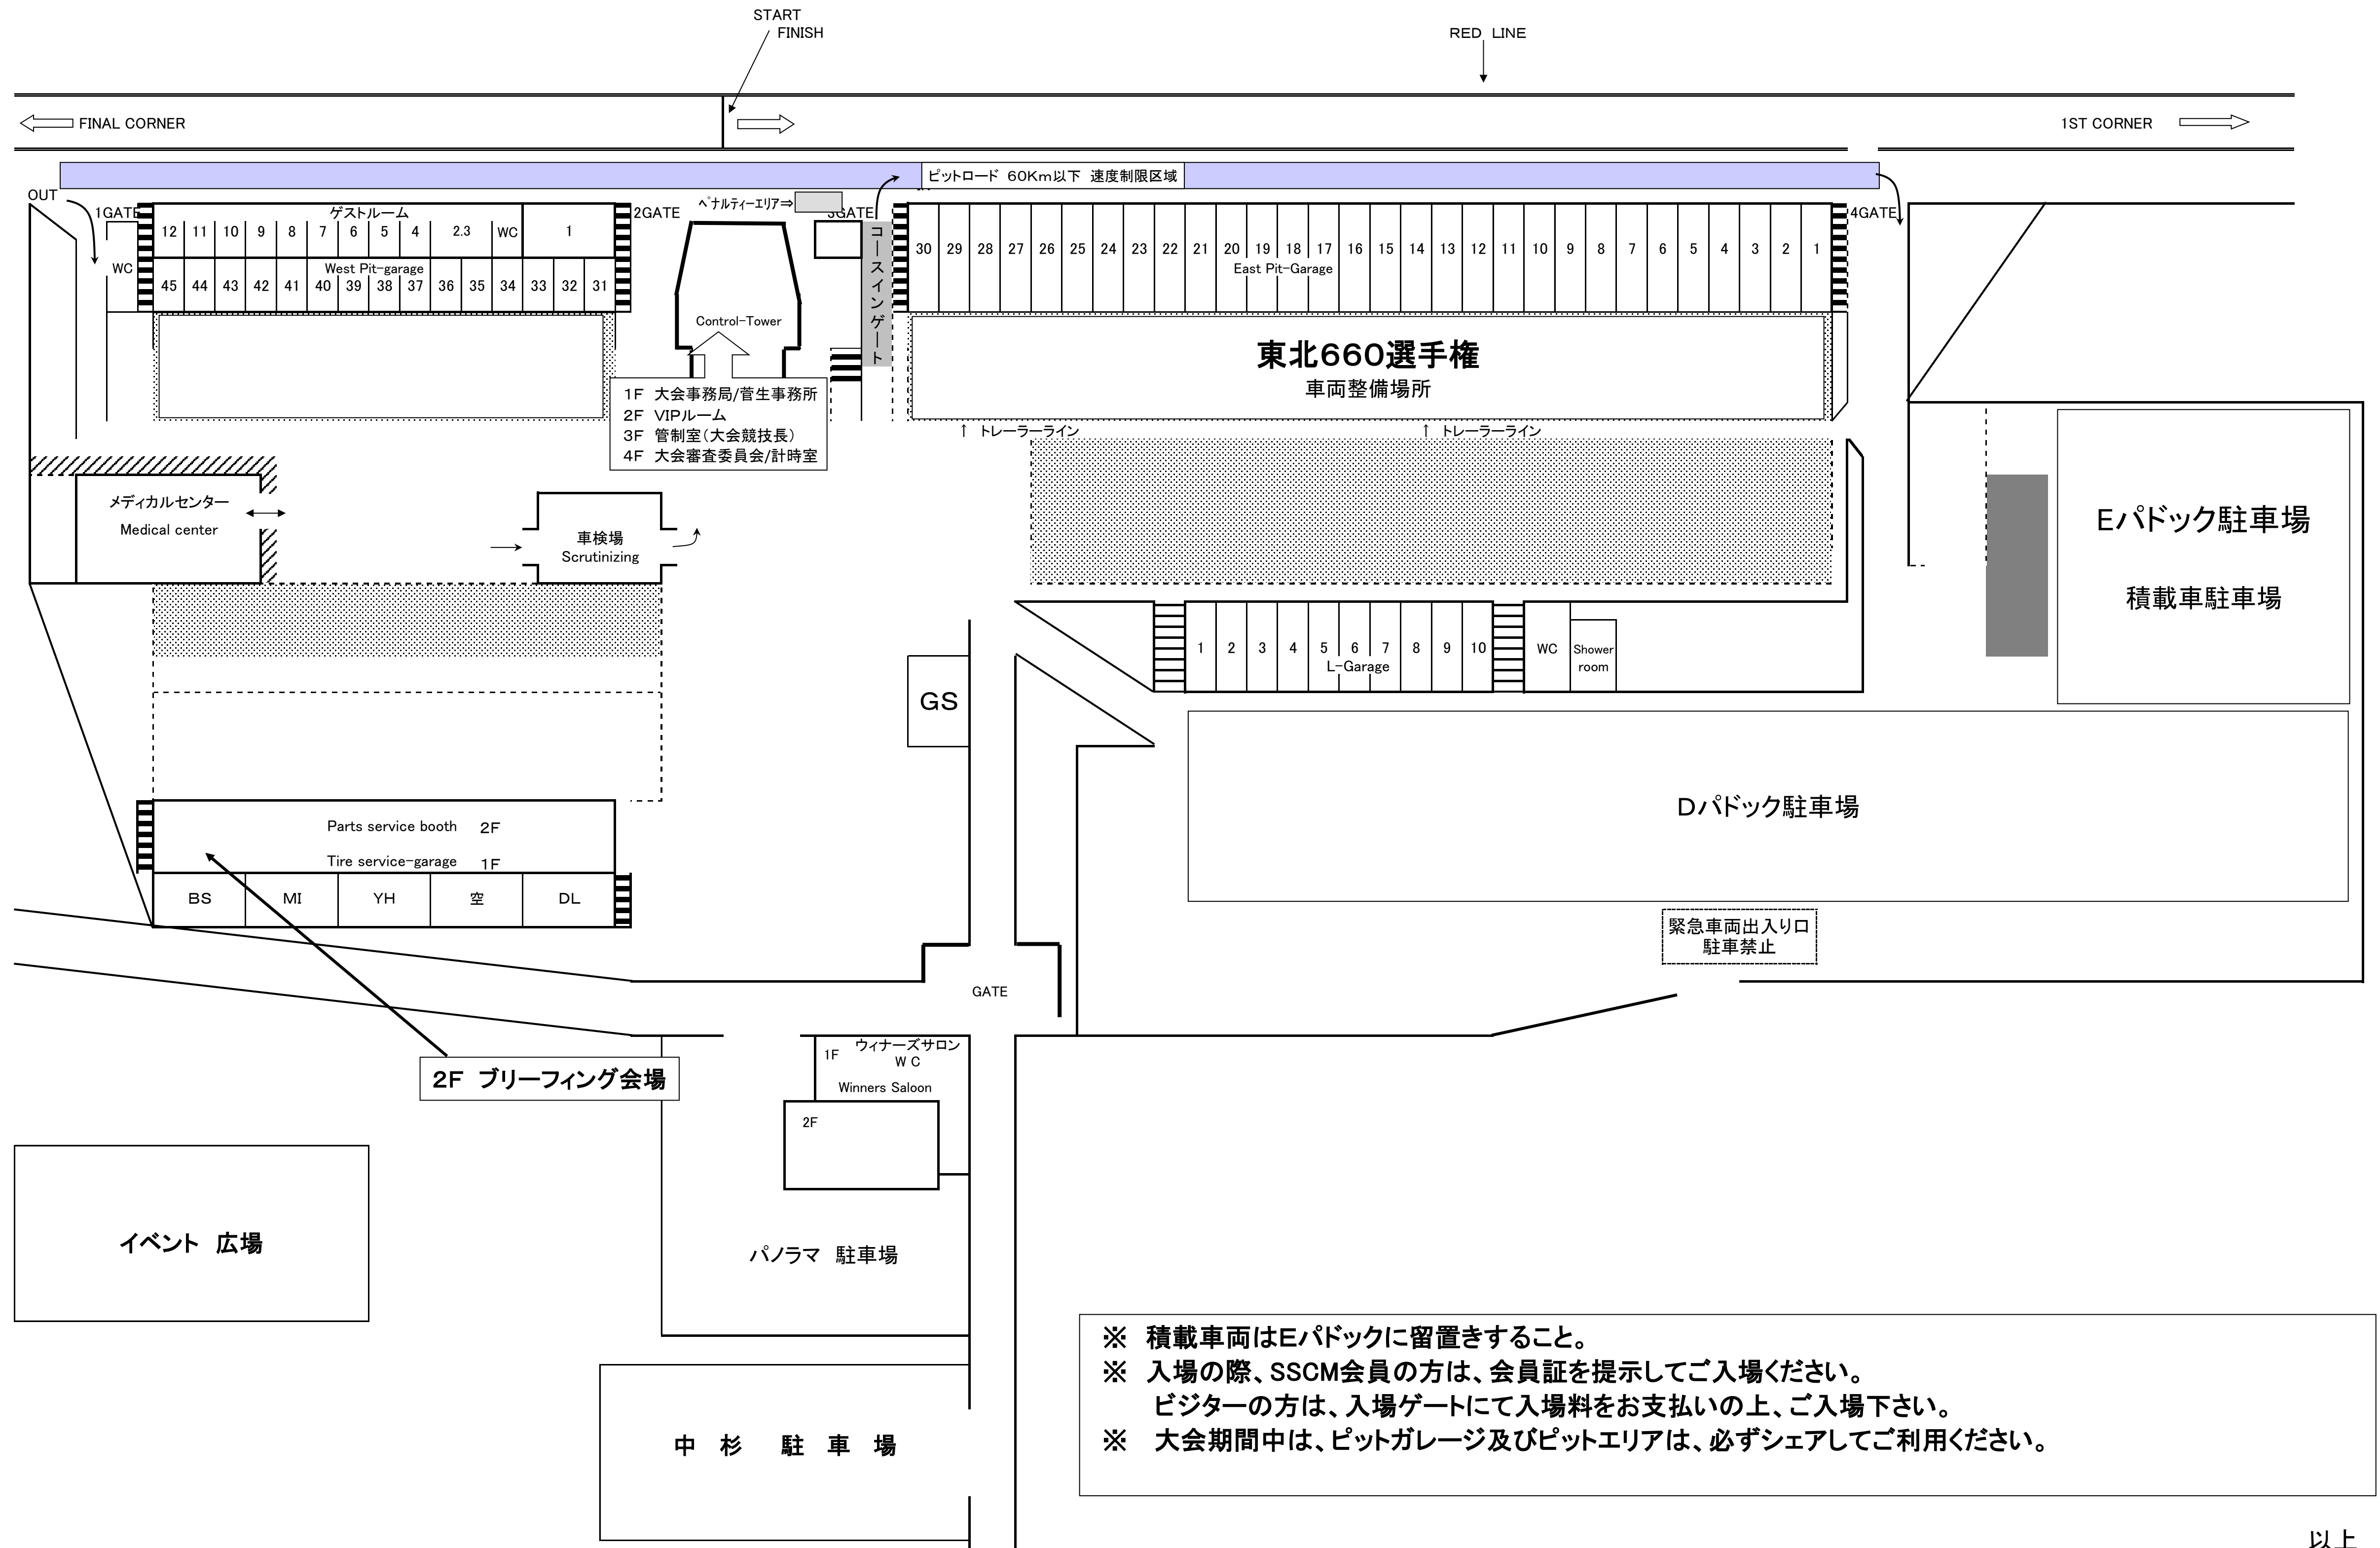 START
FINISH
RED LINE
FINAL CORNER
1ST CORNER
ピットロード 60Km以下 速度制限区域
OUT
1GATE
ゲストルーム
2GATE
ペナルティーエリア⇒
3GATE
4GATE
12 11 10 9 8 7 6 5 4 2.3 WC 1
WC
West Pit-garage
45 44 43 42 41 40 39 38 37 36 35 34 33 32 31
Control-Tower
コースインゲート
30 29 28 27 26 25 24 23 22 21 20 19 18 17 16 15 14 13 12 11 10 9 8 7 6 5 4 3 2 1
East Pit-Garage
東北660選手権
車両整備場所
1F 大会事務局/菅生事務所
2F VIPルーム
3F 管制室(大会競技長)
4F 大会審査委員会/計時室
↑ トレーラーライン
↑ トレーラーライン
メディカルセンター
Medical center
車検場
Scrutinizing
Eパドック駐車場
積載車駐車場
1 2 3 4 5 6 7 8 9 10
L-Garage
WC
Shower
room
GS
Dパドック駐車場
Parts service booth 2F
Tire service-garage 1F
BS MI YH 空 DL
緊急車両出入り口
駐車禁止
GATE
2F ブリーフィング会場
1F ウィナーズサロン
W C
Winners Saloon
2F
イベント 広場
パノラマ 駐車場
中 杉 駐 車 場
※ 積載車両はEパドックに留置きすること。
※ 入場の際、SSCM会員の方は、会員証を提示してご入場ください。
ビジターの方は、入場ゲートにて入場料をお支払いの上、ご入場下さい。
※ 大会期間中は、ピットガレージ及びピットエリアは、必ずシェアしてご利用ください。
以上